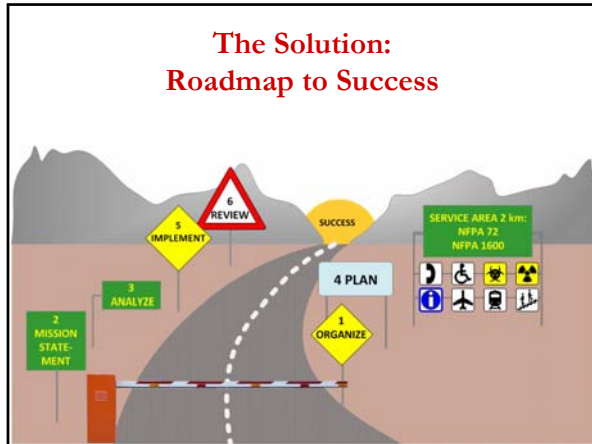 The Solution:
Roadmap to Success
6
REVIEW
5
IMPLEMENT
SUCCESS
SERVICE AREA 2 km:
NFPA 72
NFPA 1600
4 PLAN
3
ANALYZE
2
MISSION
STATE-
MENT
1
ORGANIZE
i